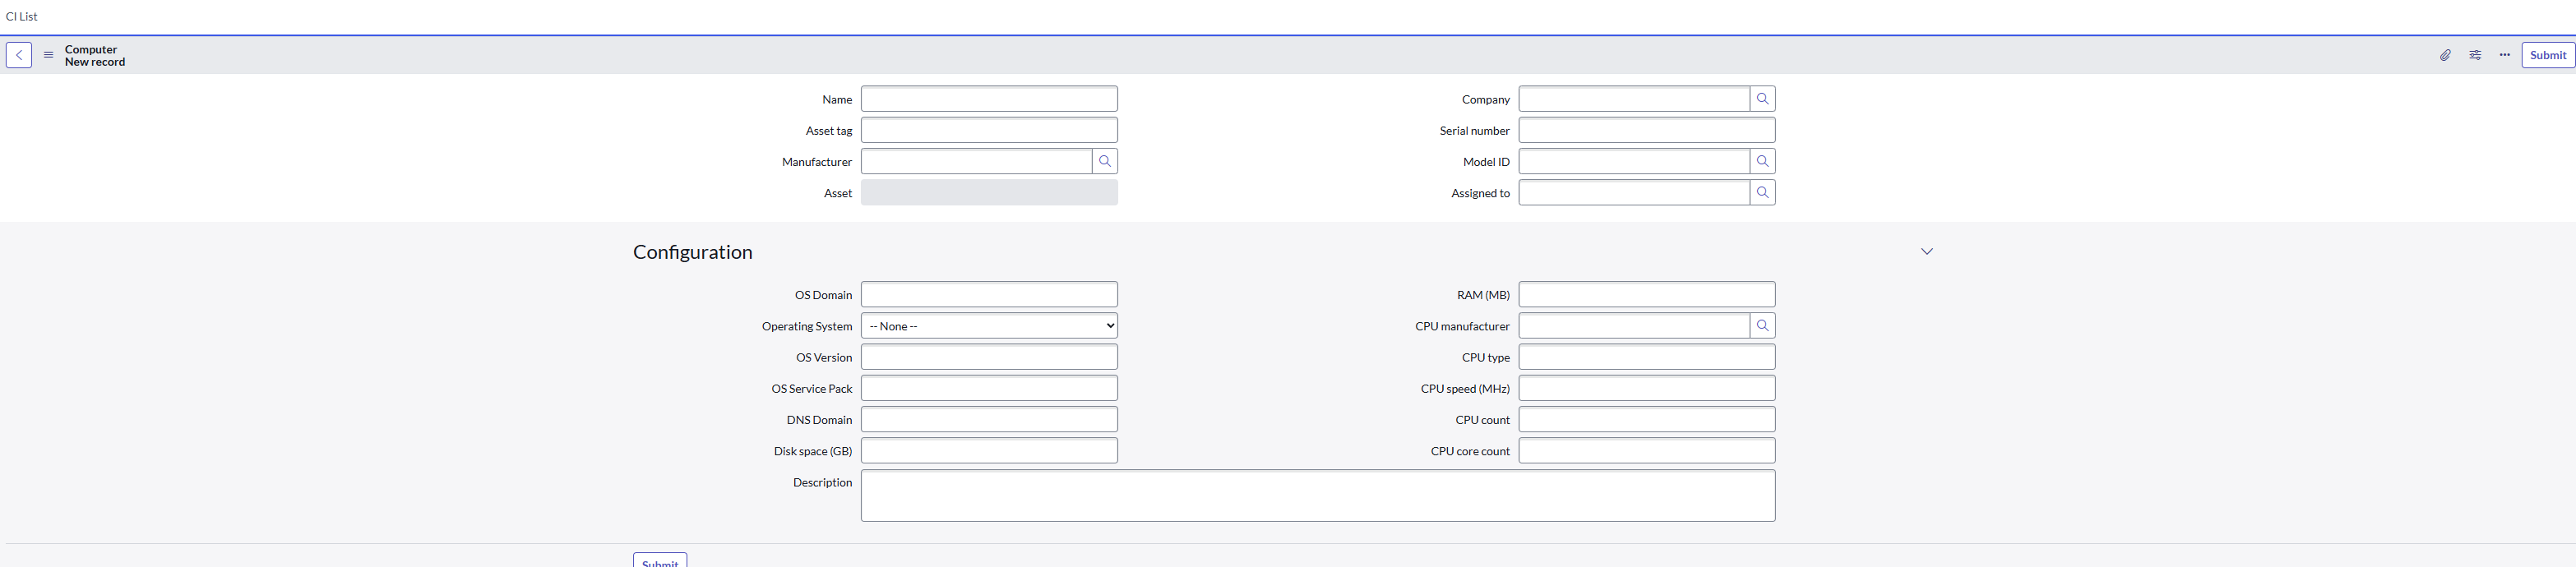 CI List
Computer
New record
Submit
Name
Company
Asset tag
Serial number
Manufacturer
Model ID
Asset
Assigned to
Configuration
OS Domain
RAM (MB)
Operating System
-- None --
CPU manufacturer
OS Version
CPU type
OS Service Pack
CPU speed (MHz)
DNS Domain
CPU count
Disk space (GB)
CPU core count
Description
Submit